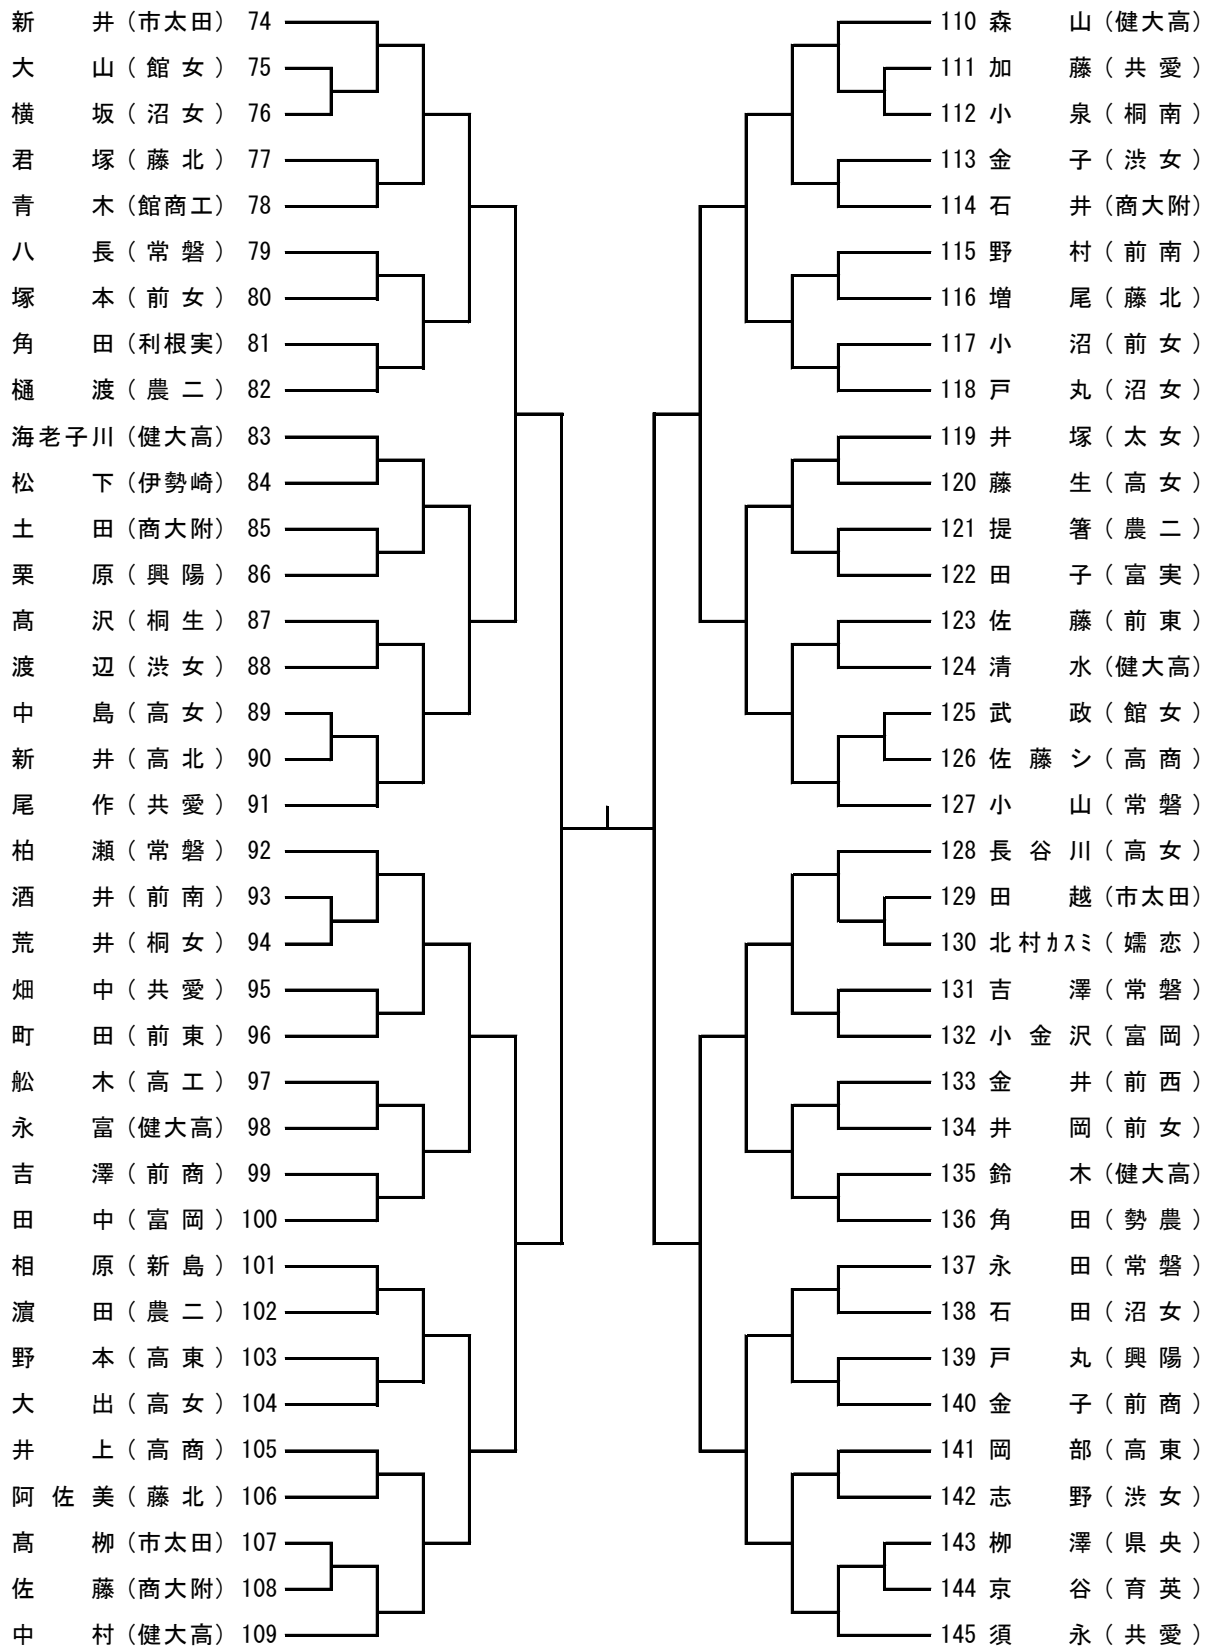 新井(市太田) 74
大山(館女) 75
横坂(沼女) 76
君塚(藤北) 77
青木(館商工) 78
八長(常磐) 79
塚本(前女) 80
角田(利根実) 81
樋渡(農二) 82
海老子川(健大高) 83
松下(伊勢崎) 84
土田(商大附) 85
栗原(興陽) 86
髙沢(桐生) 87
渡辺(渋女) 88
中島(高女) 89
新井(高北) 90
尾作(共愛) 91
柏瀬(常磐) 92
酒井(前南) 93
荒井(桐女) 94
畑中(共愛) 95
町田(前東) 96
舩木(高工) 97
永富(健大高) 98
吉澤(前商) 99
田中(富岡) 100
相原(新島) 101
濵田(農二) 102
野本(高東) 103
大出(高女) 104
井上(高商) 105
阿佐美(藤北) 106
髙栁(市太田) 107
佐藤(商大附) 108
中村(健大高) 109
110 森山(健大高)
111 加藤(共愛)
112 小泉(桐南)
113 金子(渋女)
114 石井(商大附)
115 野村(前南)
116 増尾(藤北)
117 小沼(前女)
118 戸丸(沼女)
119 井塚(太女)
120 藤生(高女)
121 提箸(農二)
122 田子(富実)
123 佐藤(前東)
124 清水(健大高)
125 武政(館女)
126 佐藤シ(高商)
127 小山(常磐)
128 長谷川(高女)
129 田越(市太田)
130 北村カスミ(嬬恋)
131 吉澤(常磐)
132 小金沢(富岡)
133 金井(前西)
134 井岡(前女)
135 鈴木(健大高)
136 角田(勢農)
137 永田(常磐)
138 石田(沼女)
139 戸丸(興陽)
140 金子(前商)
141 岡部(高東)
142 志野(渋女)
143 栁澤(県央)
144 京谷(育英)
145 須永(共愛)